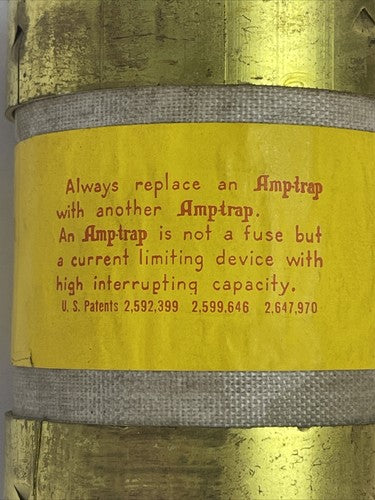 Always replace an Amp-trap
with another Amp-trap.
An Amp-trap is not a fuse but
a current limiting device with
high interrupting capacity.
U. S. Patents 2,592,399 2,599,646 2,647,970